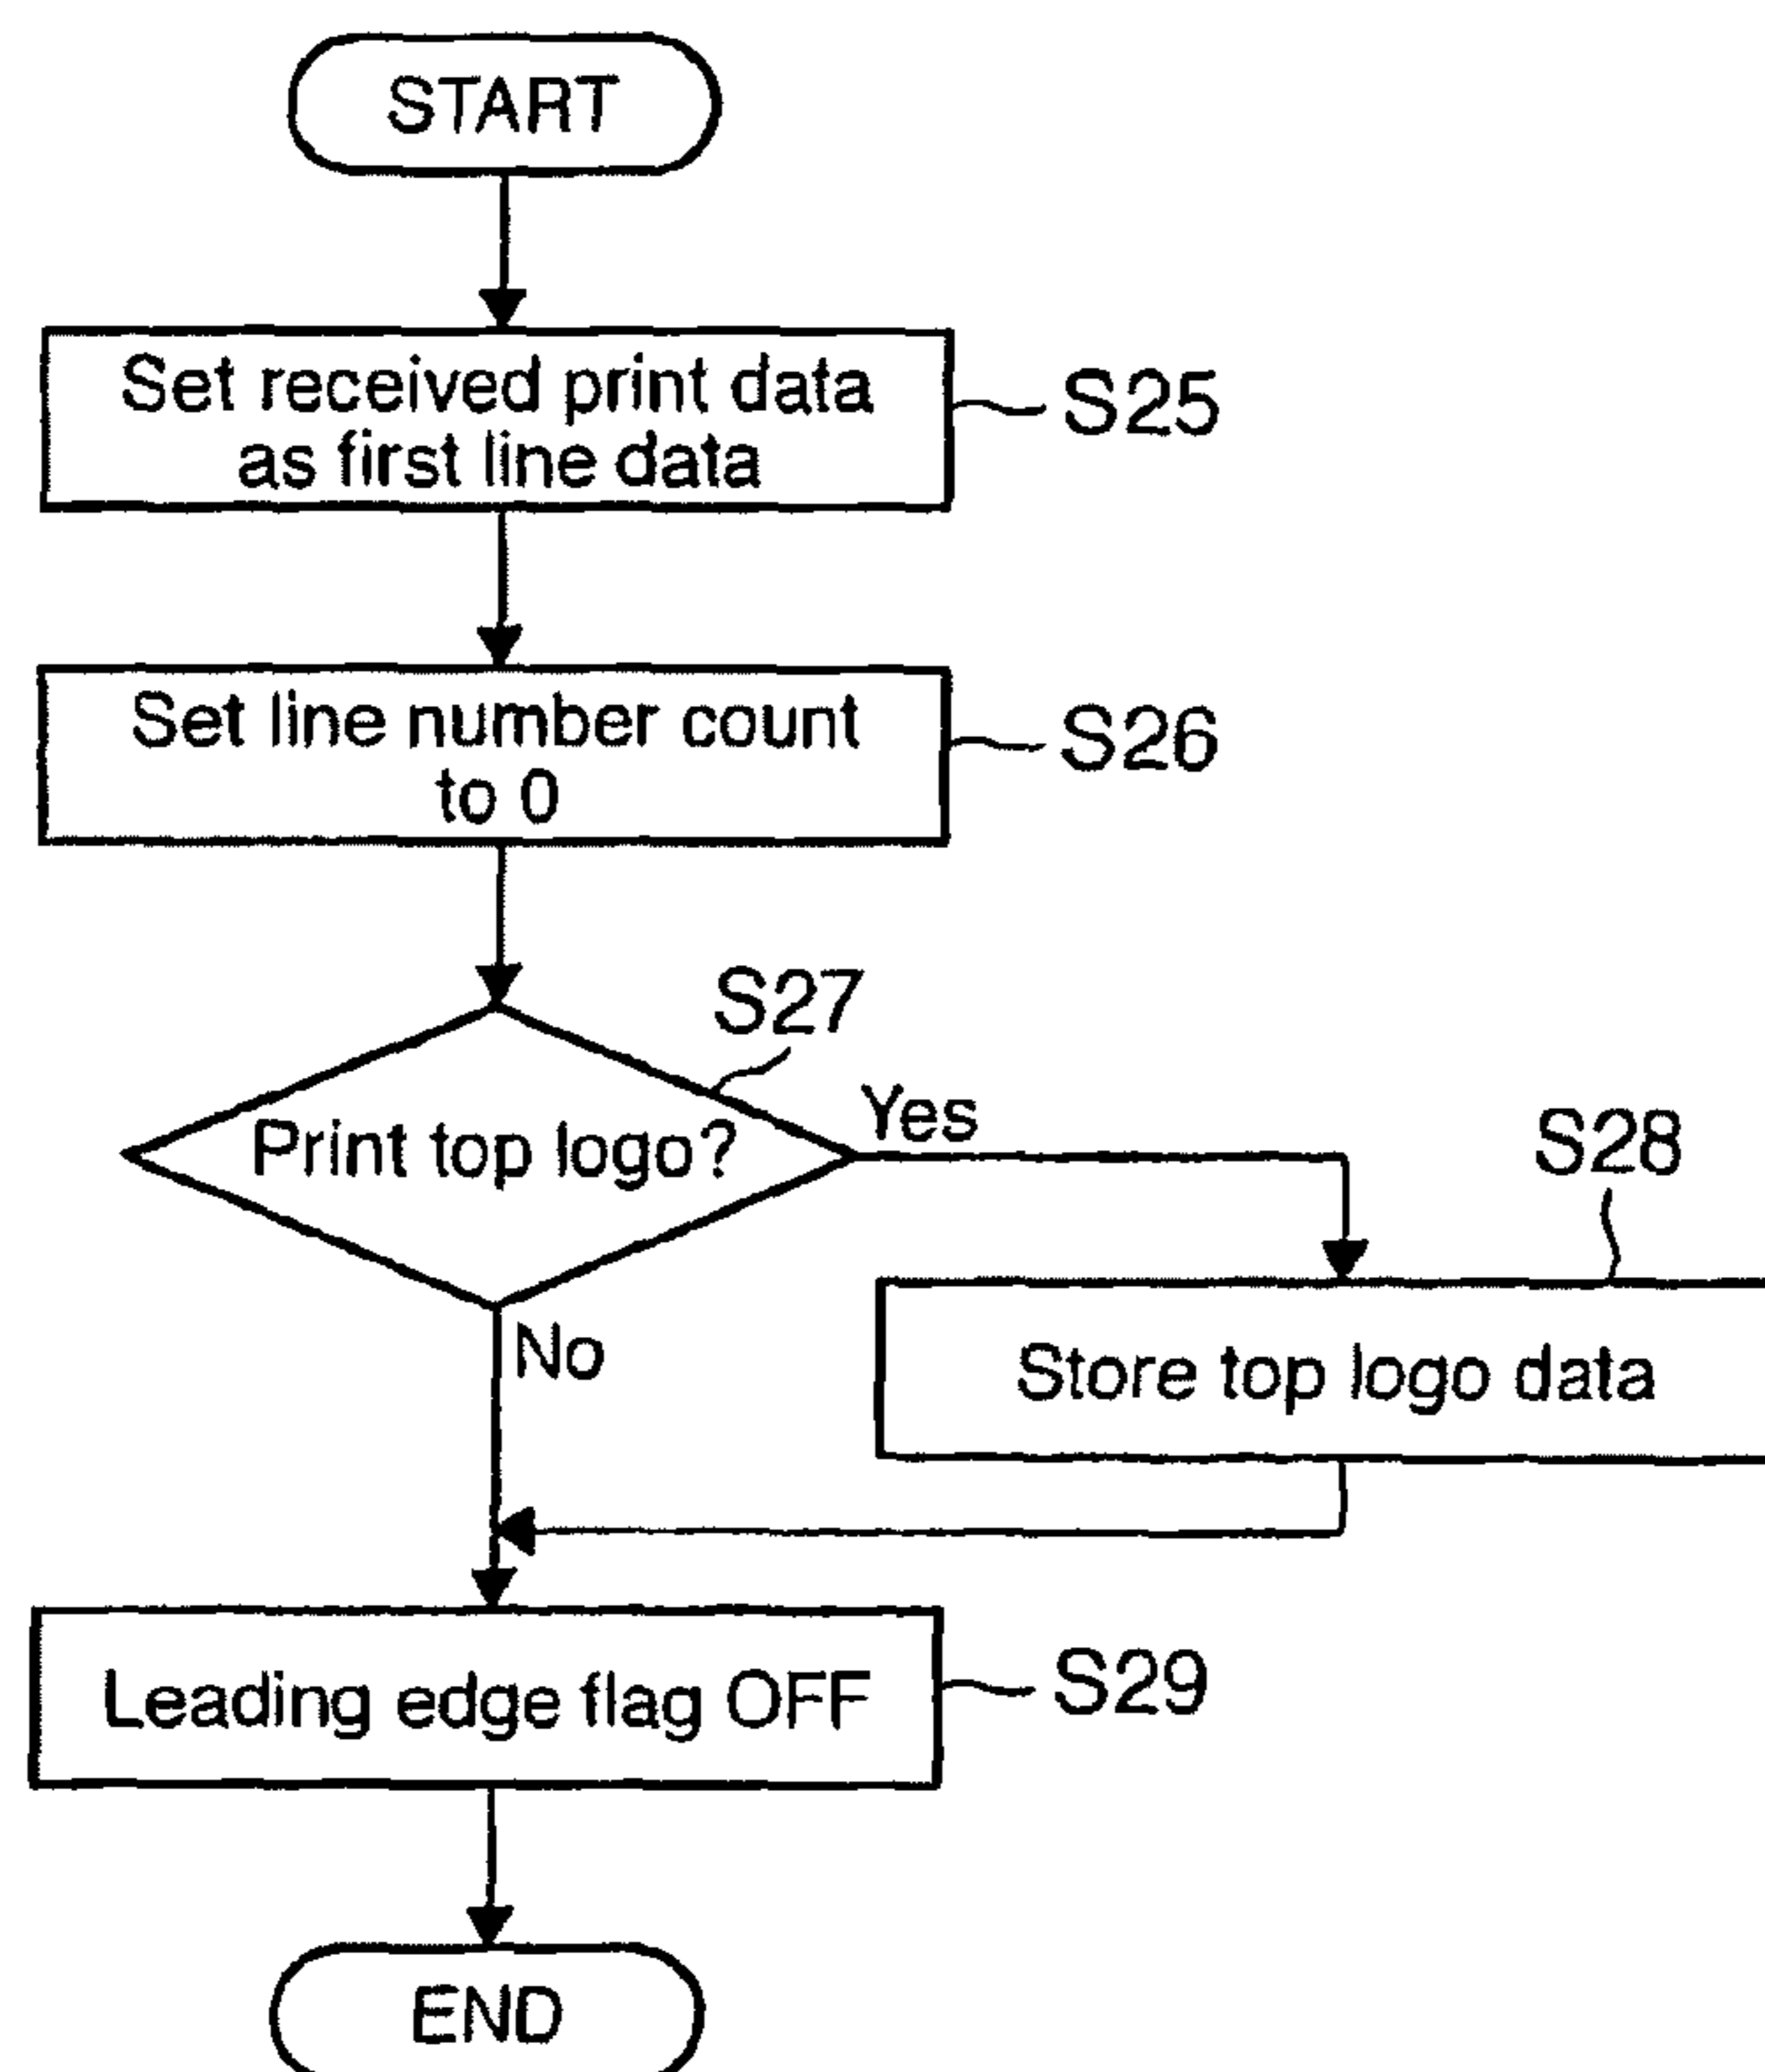 START
Set received print data
as first line data
S25
Set line number count
to 0
S26
S27
Print top logo?
Yes
S28
No
Store top logo data
Leading edge flag OFF
S29
END